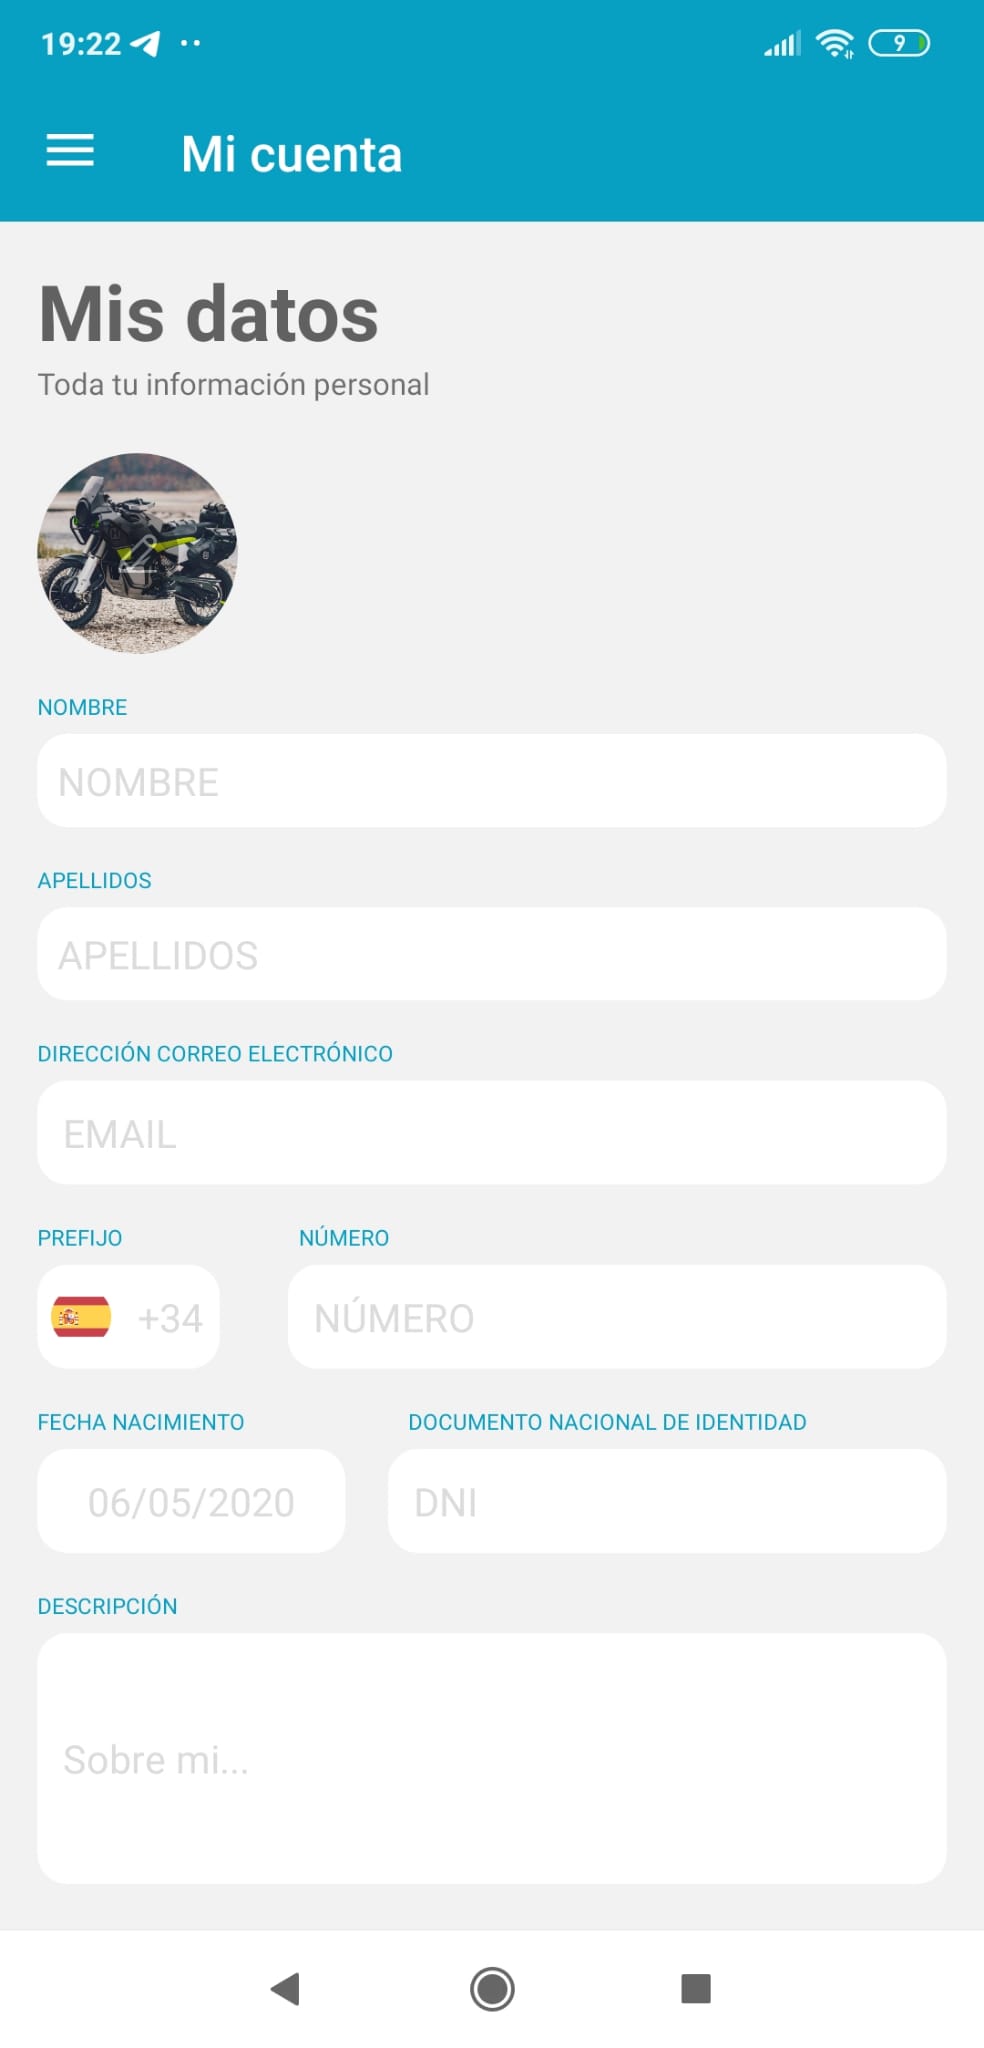 19:22
9
Mi cuenta
Mis datos
Toda tu información personal
NOMBRE
NOMBRE
APELLIDOS
APELLIDOS
DIRECCIÓN CORREO ELECTRÓNICO
EMAIL
PREFIJO NÚMERO
+34 NÚMERO
FECHA NACIMIENTO DOCUMENTO NACIONAL DE IDENTIDAD
06/05/2020 DNI
DESCRIPCIÓN
Sobre mi...